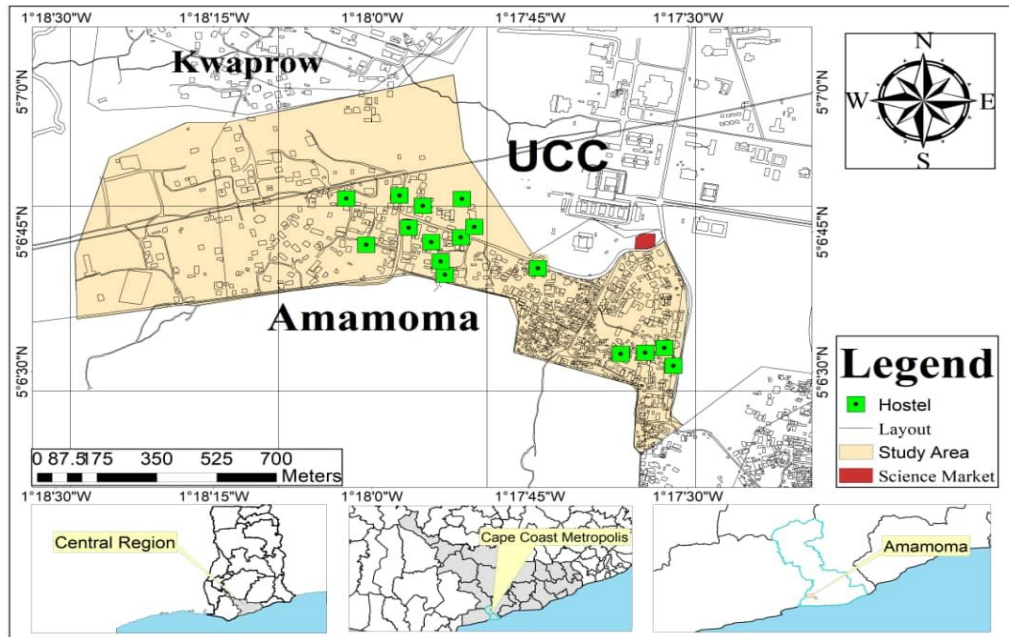 1°18'30"W 1°18'15"W 1°18'0"W 1°17'45"W 1°17'30"W
Kwaprow
5°7'0"N
5°7'0"N
UCC
5°6'45"N
5°6'45"N
Amamoma
5°6'30"N
5°6'30"N
N
W E
S
Legend
Hostel
Layout
Study Area
Science Market
0 87.5 175 350 525 700
Meters
1°18'30"W 1°18'15"W 1°18'0"W 1°17'45"W 1°17'30"W
Central Region
Cape Coast Metropolis
Amamoma